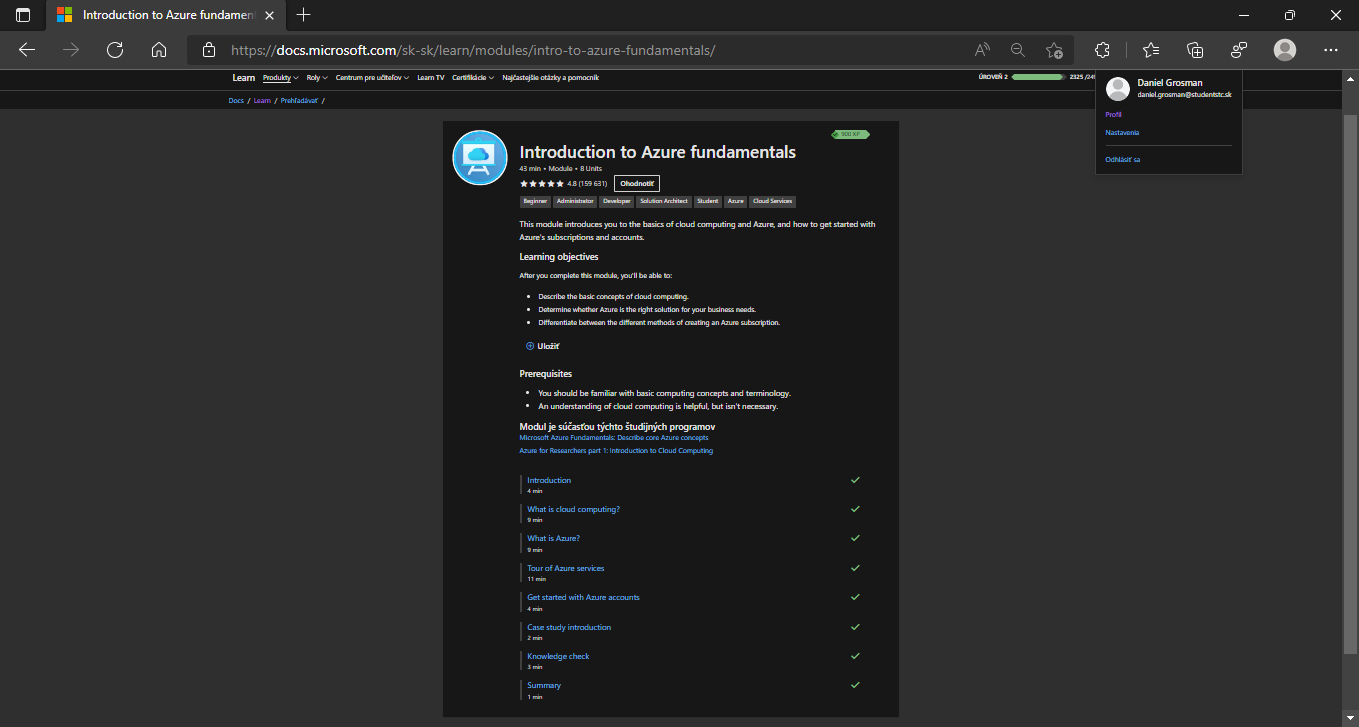 Introduction to Azure fundamen
https://docs.microsoft.com/sk-sk/learn/modules/intro-to-azure-fundamentals/
Learn Produkty Roly Centrum pre učiteľov Learn TV Certifikácie Najčastejšie otázky a pomocník
ÚROVEŇ 2 2325 /249
Docs / Learn / Prehľadávať /
Daniel Grosman
daniel.grosman@studentstc.sk
Profil
Nastavenia
Odhlásiť sa
900 XP
Introduction to Azure fundamentals
43 min • Module • 8 Units
4.8 (159 631) Ohodnotiť
Beginner Administrator Developer Solution Architect Student Azure Cloud Services
This module introduces you to the basics of cloud computing and Azure, and how to get started with
Azure's subscriptions and accounts.
Learning objectives
After you complete this module, you'll be able to:
• Describe the basic concepts of cloud computing.
• Determine whether Azure is the right solution for your business needs.
• Differentiate between the different methods of creating an Azure subscription.
Uložiť
Prerequisites
• You should be familiar with basic computing concepts and terminology.
• An understanding of cloud computing is helpful, but isn't necessary.
Modul je súčasťou týchto študijných programov
Microsoft Azure Fundamentals: Describe core Azure concepts
Azure for Researchers part 1: Introduction to Cloud Computing
Introduction
4 min
What is cloud computing?
9 min
What is Azure?
9 min
Tour of Azure services
11 min
Get started with Azure accounts
4 min
Case study introduction
2 min
Knowledge check
3 min
Summary
1 min